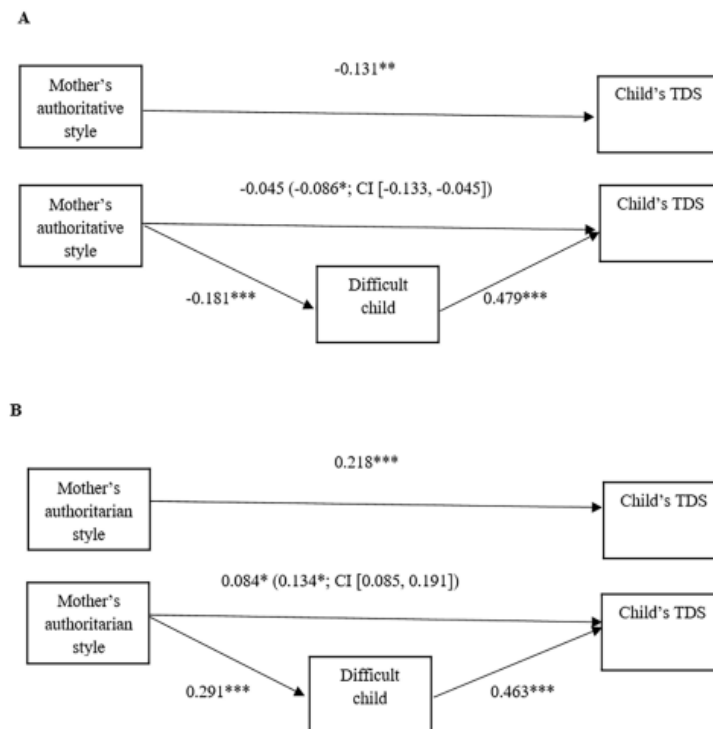 A
-0.131**
Mother's
authoritative
style
Child's TDS
-0.045 (-0.086*; CI [-0.133, -0.045])
Mother's
authoritative
style
Child's TDS
-0.181***
Difficult
child
0.479***
B
0.218***
Mother's
authoritarian
style
Child's TDS
0.084* (0.134*; CI [0.085, 0.191])
Mother's
authoritarian
style
Child's TDS
0.291***
Difficult
child
0.463***